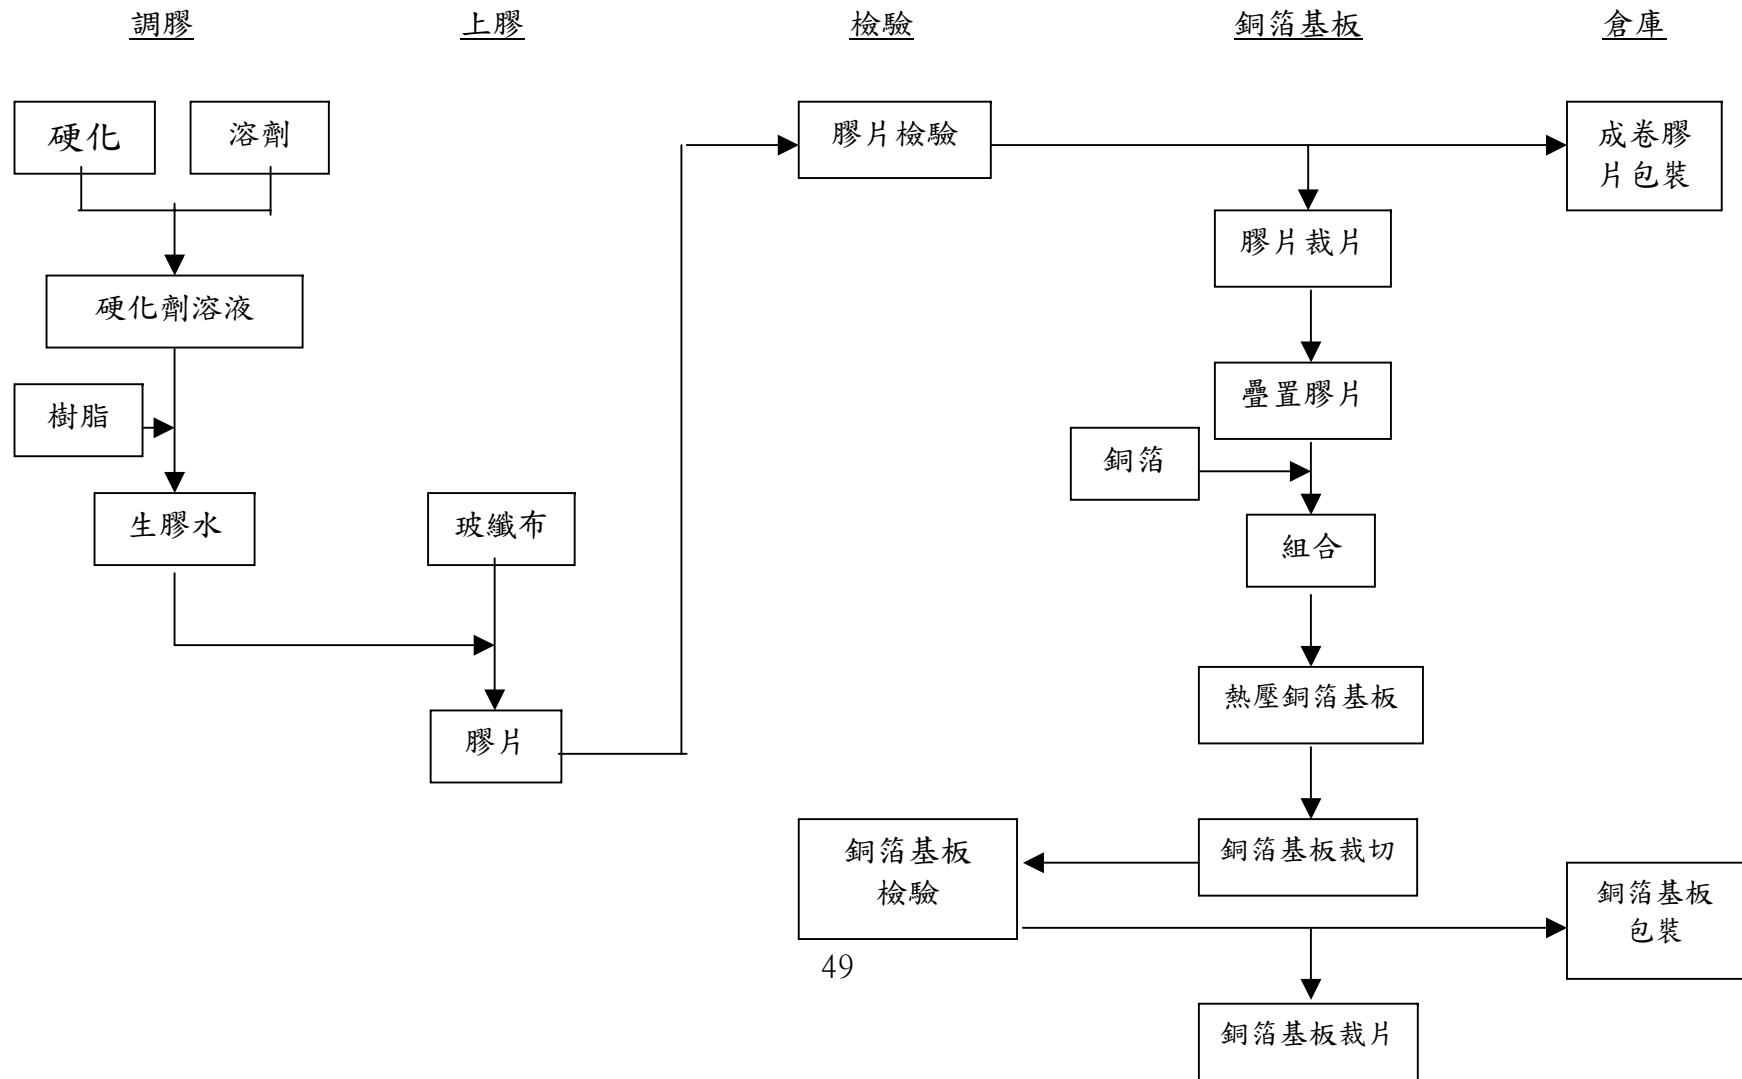 調膠
上膠
檢驗
銅箔基板
倉庫
硬化
溶劑
硬化劑溶液
樹脂
生膠水
玻纖布
膠片
膠片檢驗
成卷膠
片包裝
膠片裁片
疊置膠片
銅箔
組合
熱壓銅箔基板
銅箔基板裁切
銅箔基板
檢驗
銅箔基板
包裝
銅箔基板裁片
49